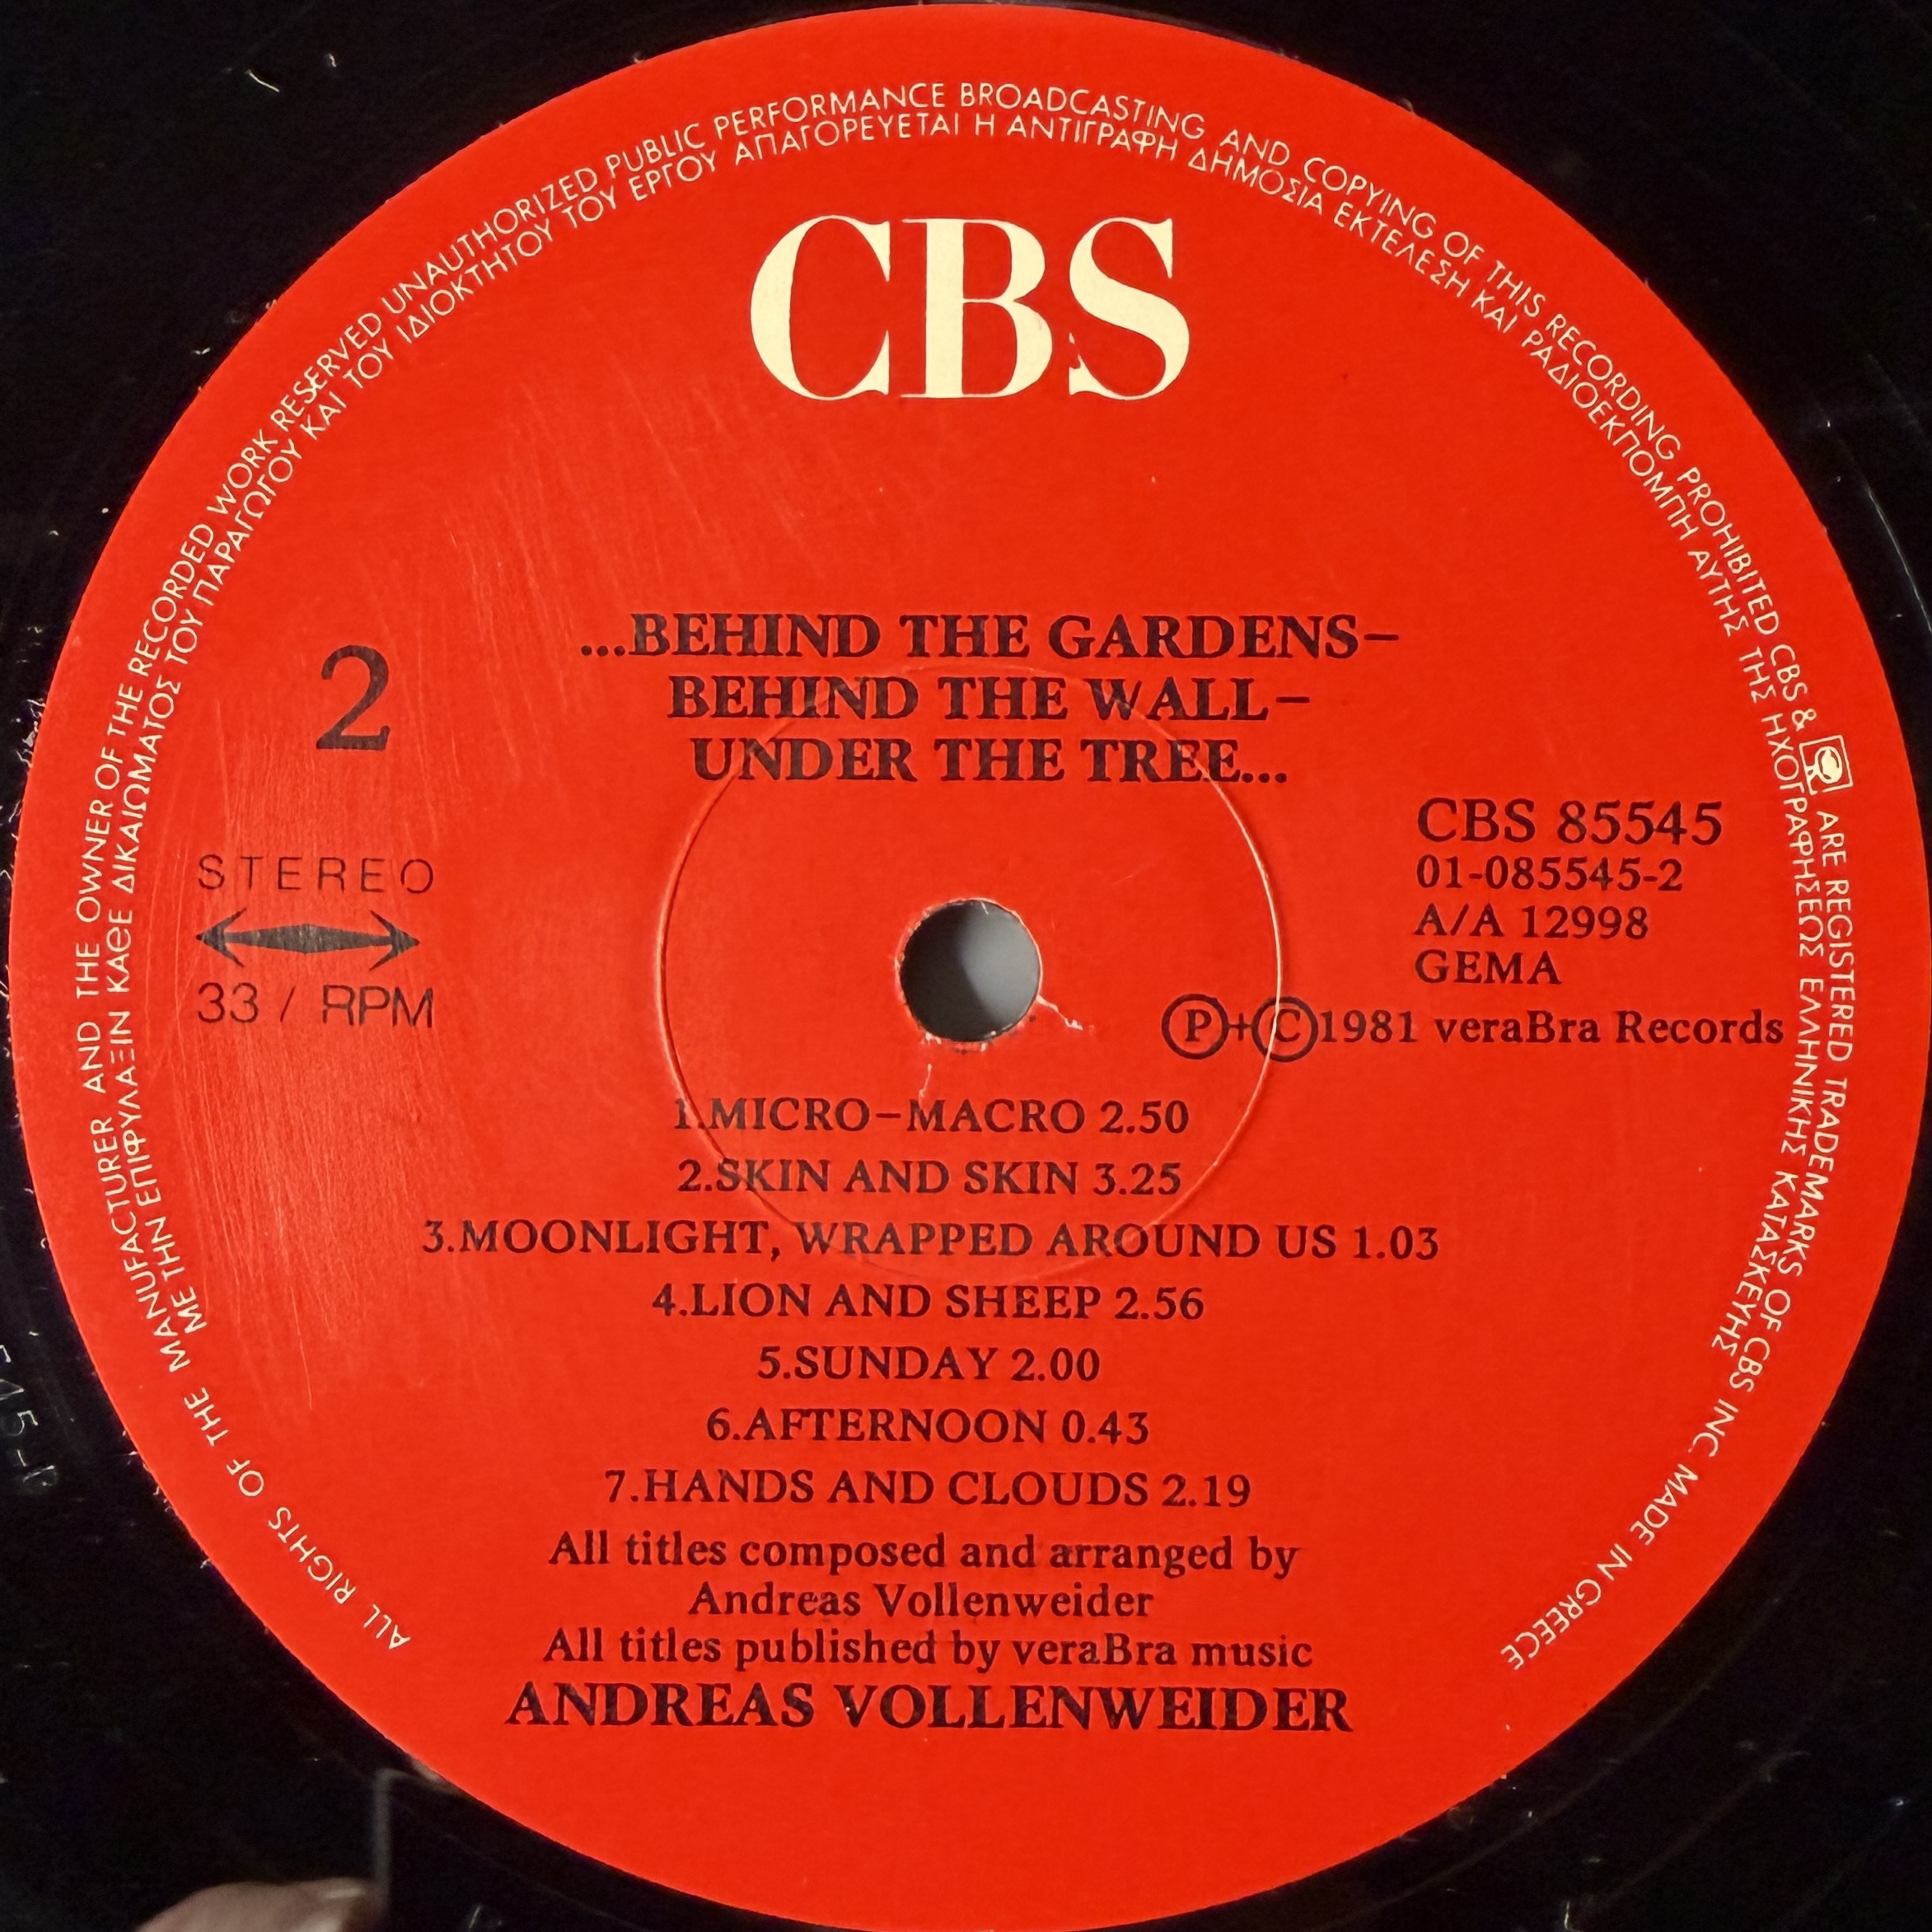 ALL RIGHTS OF THE MANUFACTURER AND THE OWNER OF THE RECORDED WORK RESERVED UNAUTHORIZED PUBLIC PERFORMANCE BROADCASTING AND COPYING OF THIS RECORDING PROHIBITED CBS & ARE REGISTERED TRADEMARKS OF CBS INC. MADE IN GREECE
ΜΕ ΤΗΝ ΕΠΙΦΥΛΑΞΙΝ ΚΑΘΕ ΔΙΚΑΙΩΜΑΤΟΣ ΤΟΥ ΠΑΡΑΓΩΓΟΥ ΚΑΙ ΤΟΥ ΙΔΙΟΚΤΗΤΟΥ ΤΟΥ ΕΡΓΟΥ ΑΠΑΓΟΡΕΥΕΤΑΙ Η ΑΝΤΙΓΡΑΦΗ ΔΗΜΟΣΙΑ ΕΚΤΕΛΕΣΗ ΚΑΙ ΡΑΔΙΟΕΚΠΟΜΠΗ ΑΥΤΗΣ ΤΗΣ ΗΧΟΓΡΑΦΗΣΕΩΣ ΕΛΛΗΝΙΚΗΣ ΚΑΤΑΣΚΕΥΗΣ
CBS
...BEHIND THE GARDENS–
BEHIND THE WALL–
UNDER THE TREE...
2
STEREO
33 / RPM
CBS 85545
01-085545-2
A/A 12998
GEMA
Ⓟ+Ⓒ1981 veraBra Records
1.MICRO–MACRO 2.50
2.SKIN AND SKIN 3.25
3.MOONLIGHT, WRAPPED AROUND US 1.03
4.LION AND SHEEP 2.56
5.SUNDAY 2.00
6.AFTERNOON 0.43
7.HANDS AND CLOUDS 2.19
All titles composed and arranged by
Andreas Vollenweider
All titles published by veraBra music
ANDREAS VOLLENWEIDER